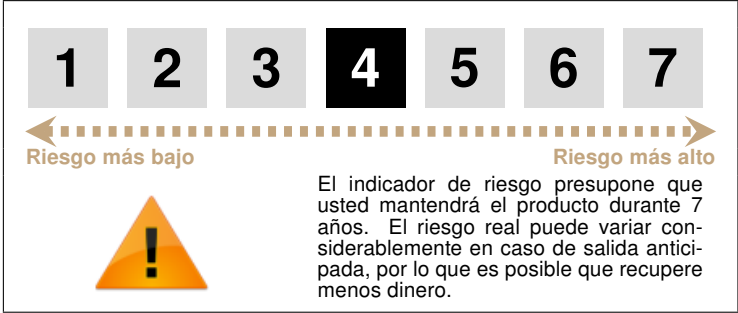 1 2 3 4 5 6 7
Riesgo más bajo Riesgo más alto
!
El indicador de riesgo presupone que
usted mantendrá el producto durante 7
años. El riesgo real puede variar con-
siderablemente en caso de salida antici-
pada, por lo que es posible que recupere
menos dinero.